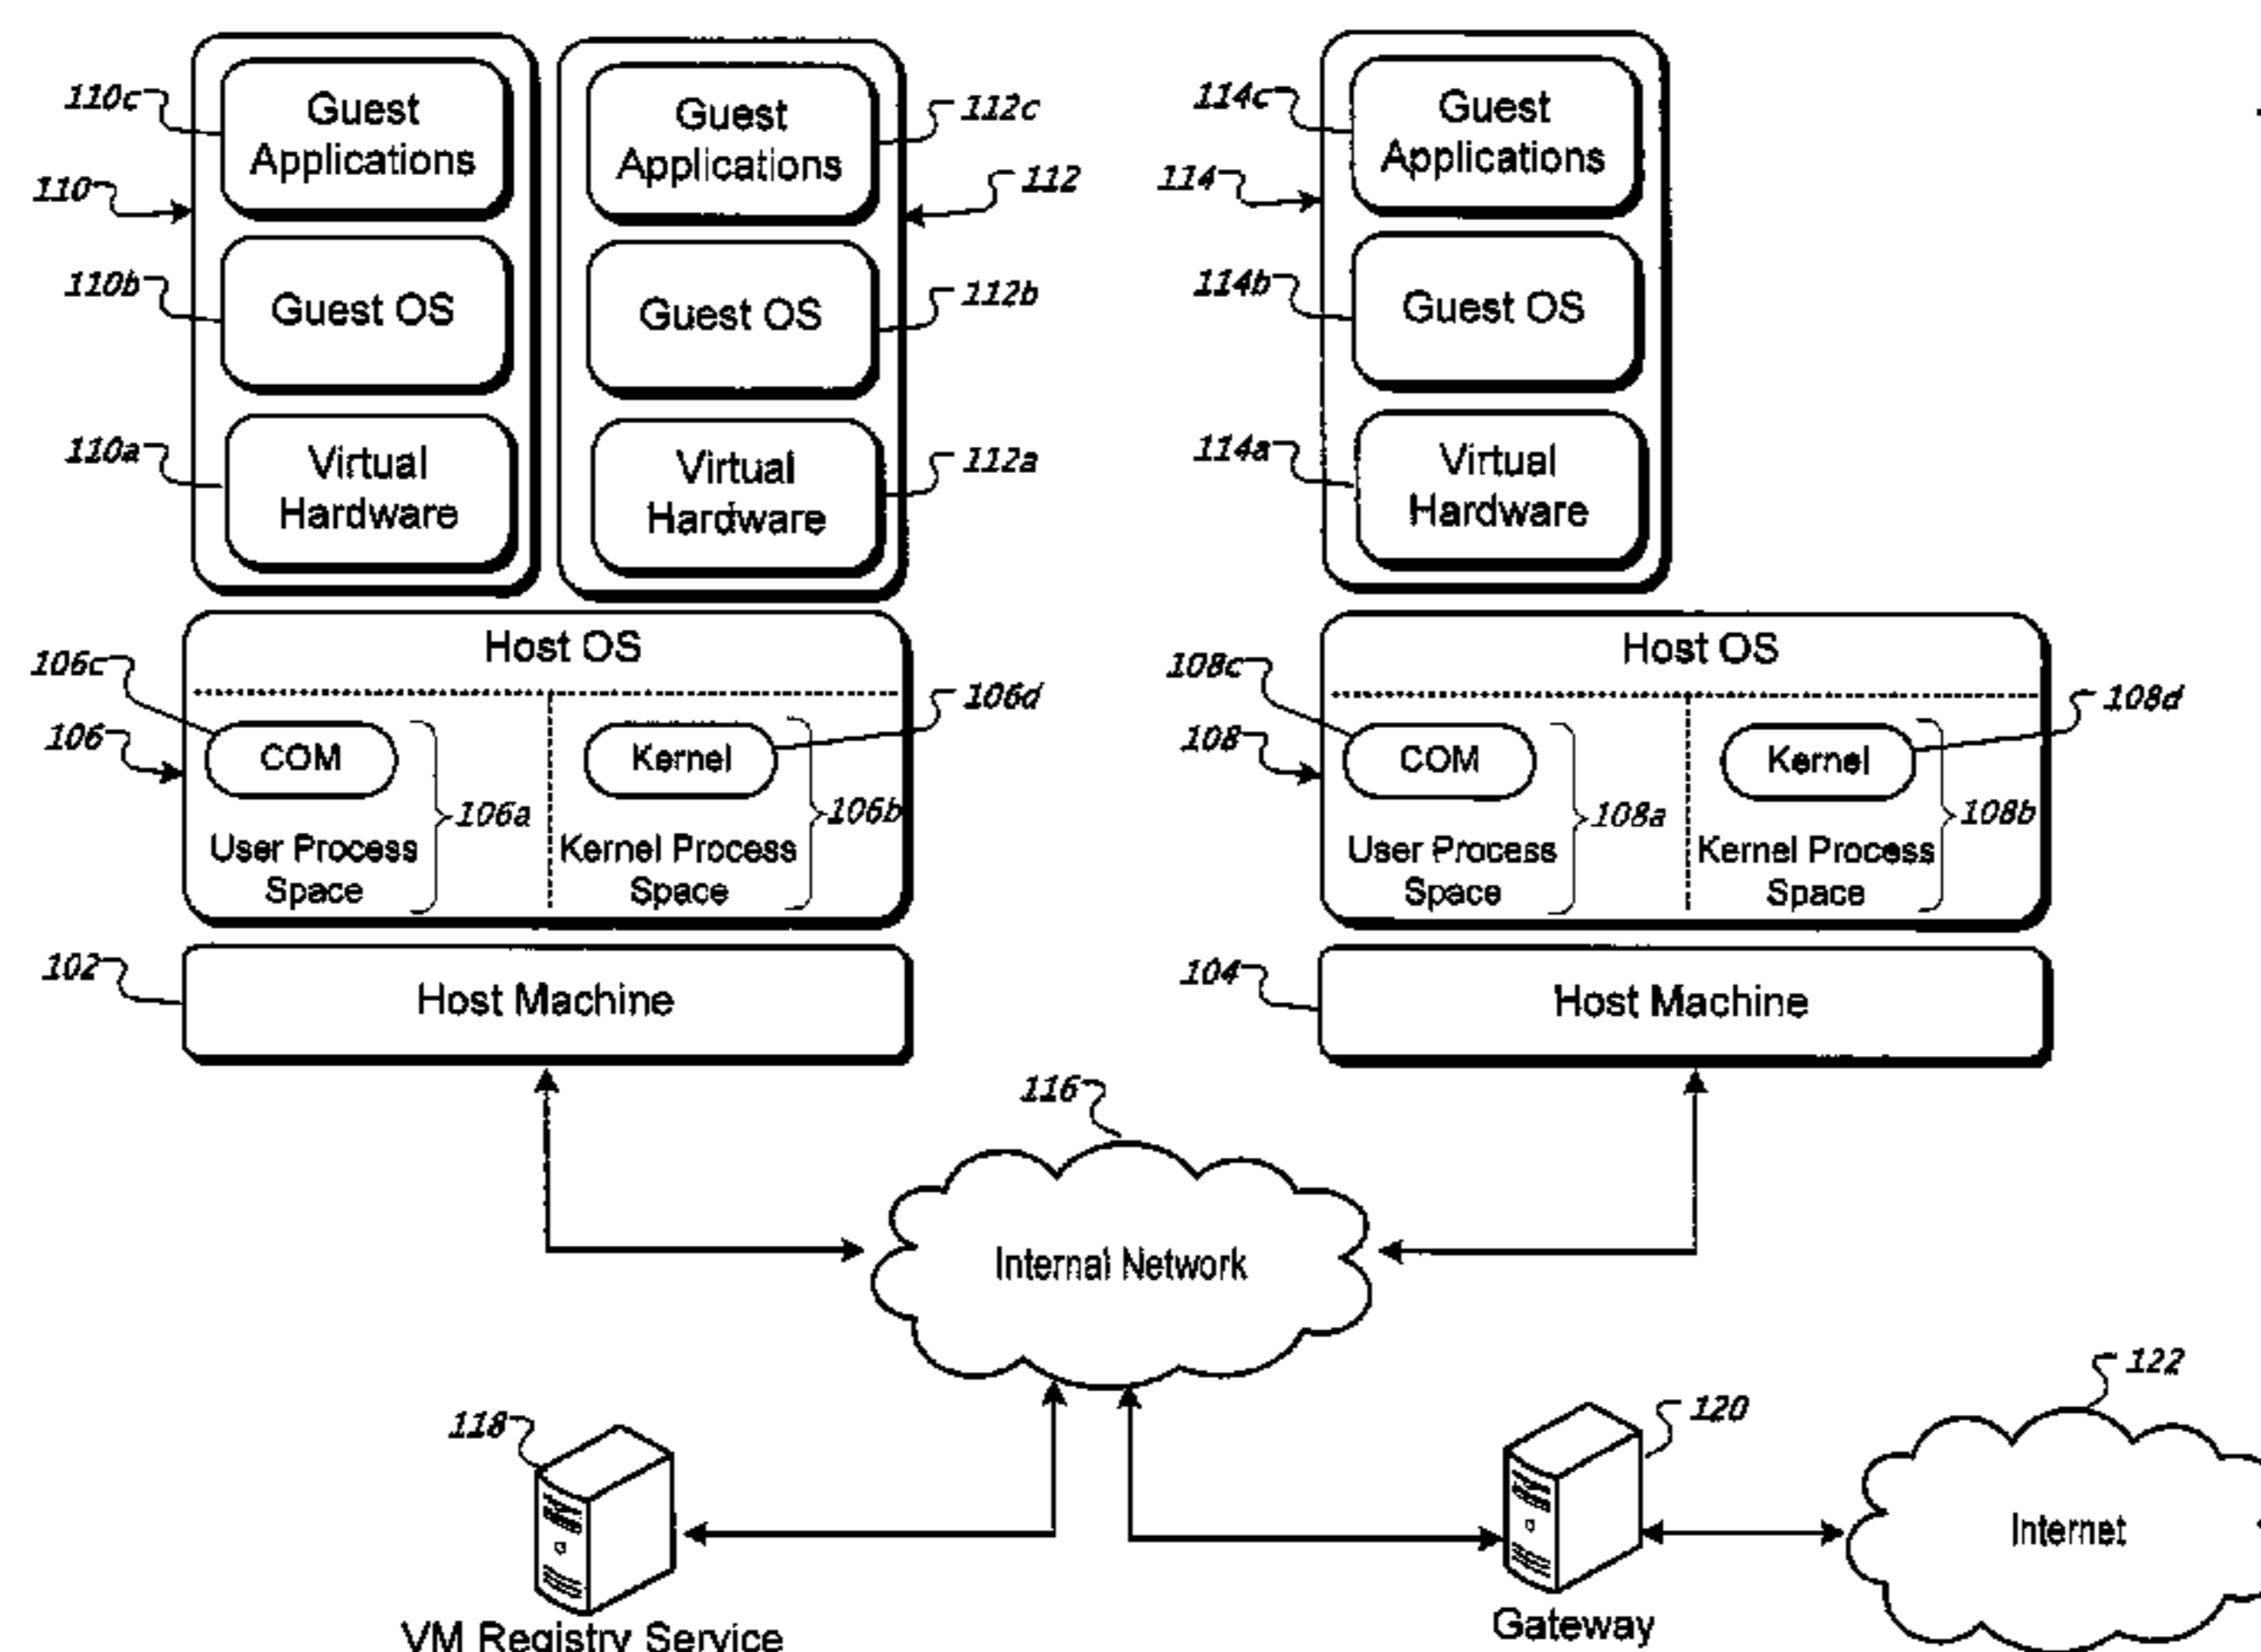 110c
Guest
Applications
110
110b
Guest OS
110a
Virtual
Hardware
Guest
Applications
112c
112
Guest OS
112b
Virtual
Hardware
112a
114c
Guest
Applications
114
114b
Guest OS
114a
Virtual
Hardware
Host OS
106c
106d
106
COM
Kernel
106a
106b
User Process
Space
Kernel Process
Space
102
Host Machine
Host OS
108c
108d
108
COM
Kernel
108a
108b
User Process
Space
Kernel Process
Space
104
Host Machine
116
Internal Network
118
VM Registry Service
120
Gateway
122
Internet